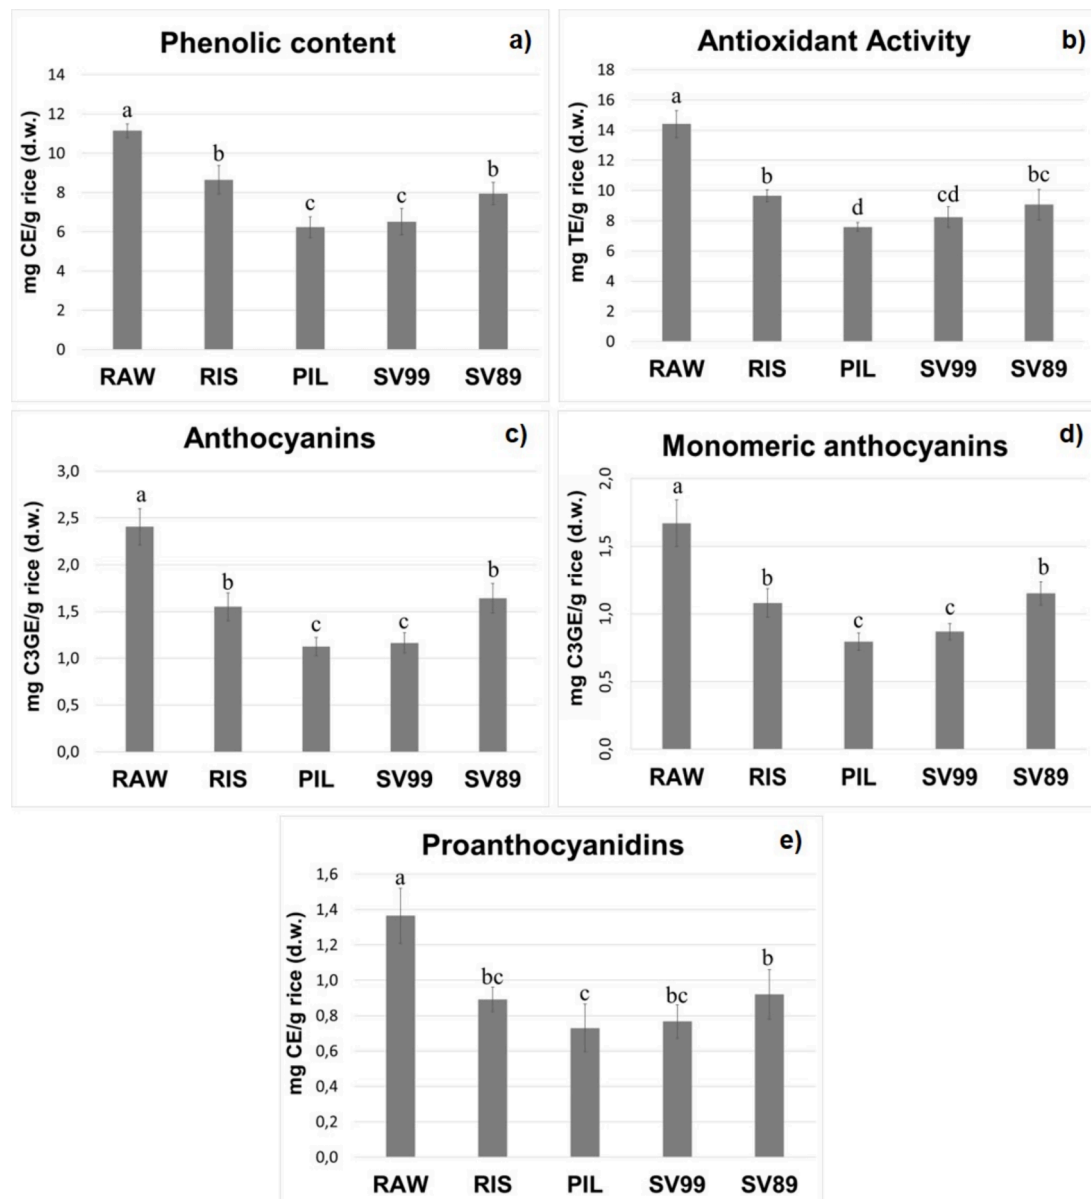 Phenolic content a)
mg CE/g rice (d.w.)
14
12
10
8
6
4
2
0
a
b
c
c
b
RAW RIS PIL SV99 SV89
Antioxidant Activity b)
mg TE/g rice (d.w.)
18
16
14
12
10
8
6
4
2
0
a
b
d
cd
bc
RAW RIS PIL SV99 SV89
Anthocyanins c)
mg C3GE/g rice (d.w.)
3,0
2,5
2,0
1,5
1,0
0,5
0,0
a
b
c
c
b
RAW RIS PIL SV99 SV89
Monomeric anthocyanins d)
mg C3GE/g rice (d.w.)
2,0
1,5
1,0
0,5
0,0
a
b
c
c
b
RAW RIS PIL SV99 SV89
Proanthocyanidins e)
mg CE/g rice (d.w.)
1,6
1,4
1,2
1,0
0,8
0,6
0,4
0,2
0,0
a
bc
c
bc
b
RAW RIS PIL SV99 SV89